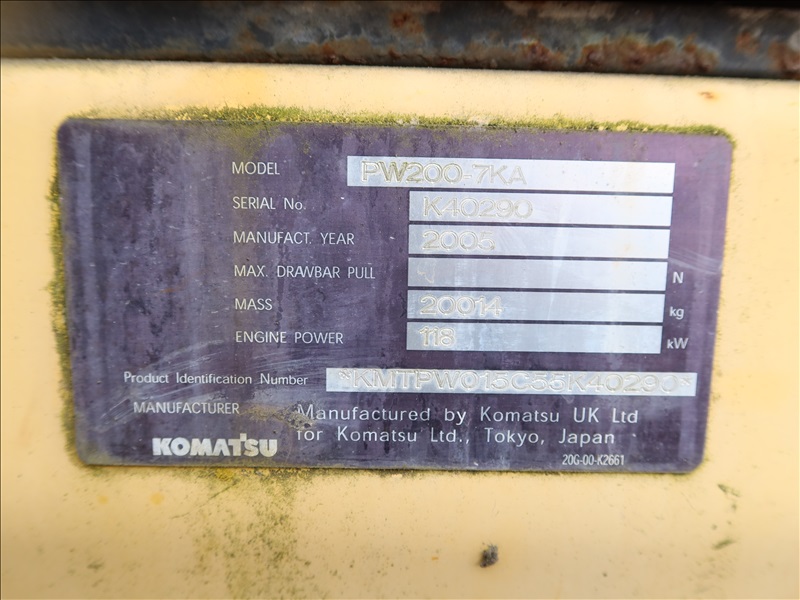 MODEL PW200-7KA
SERIAL No. K40290
MANUFACT. YEAR 2005
MAX. DRAWBAR PULL N
MASS 20014 kg
ENGINE POWER 118 kW
Product Identification Number *KMTPW015C55K40290*
MANUFACTURER Manufactured by Komatsu UK Ltd
for Komatsu Ltd., Tokyo, Japan
KOMATSU
20G-00-K2661